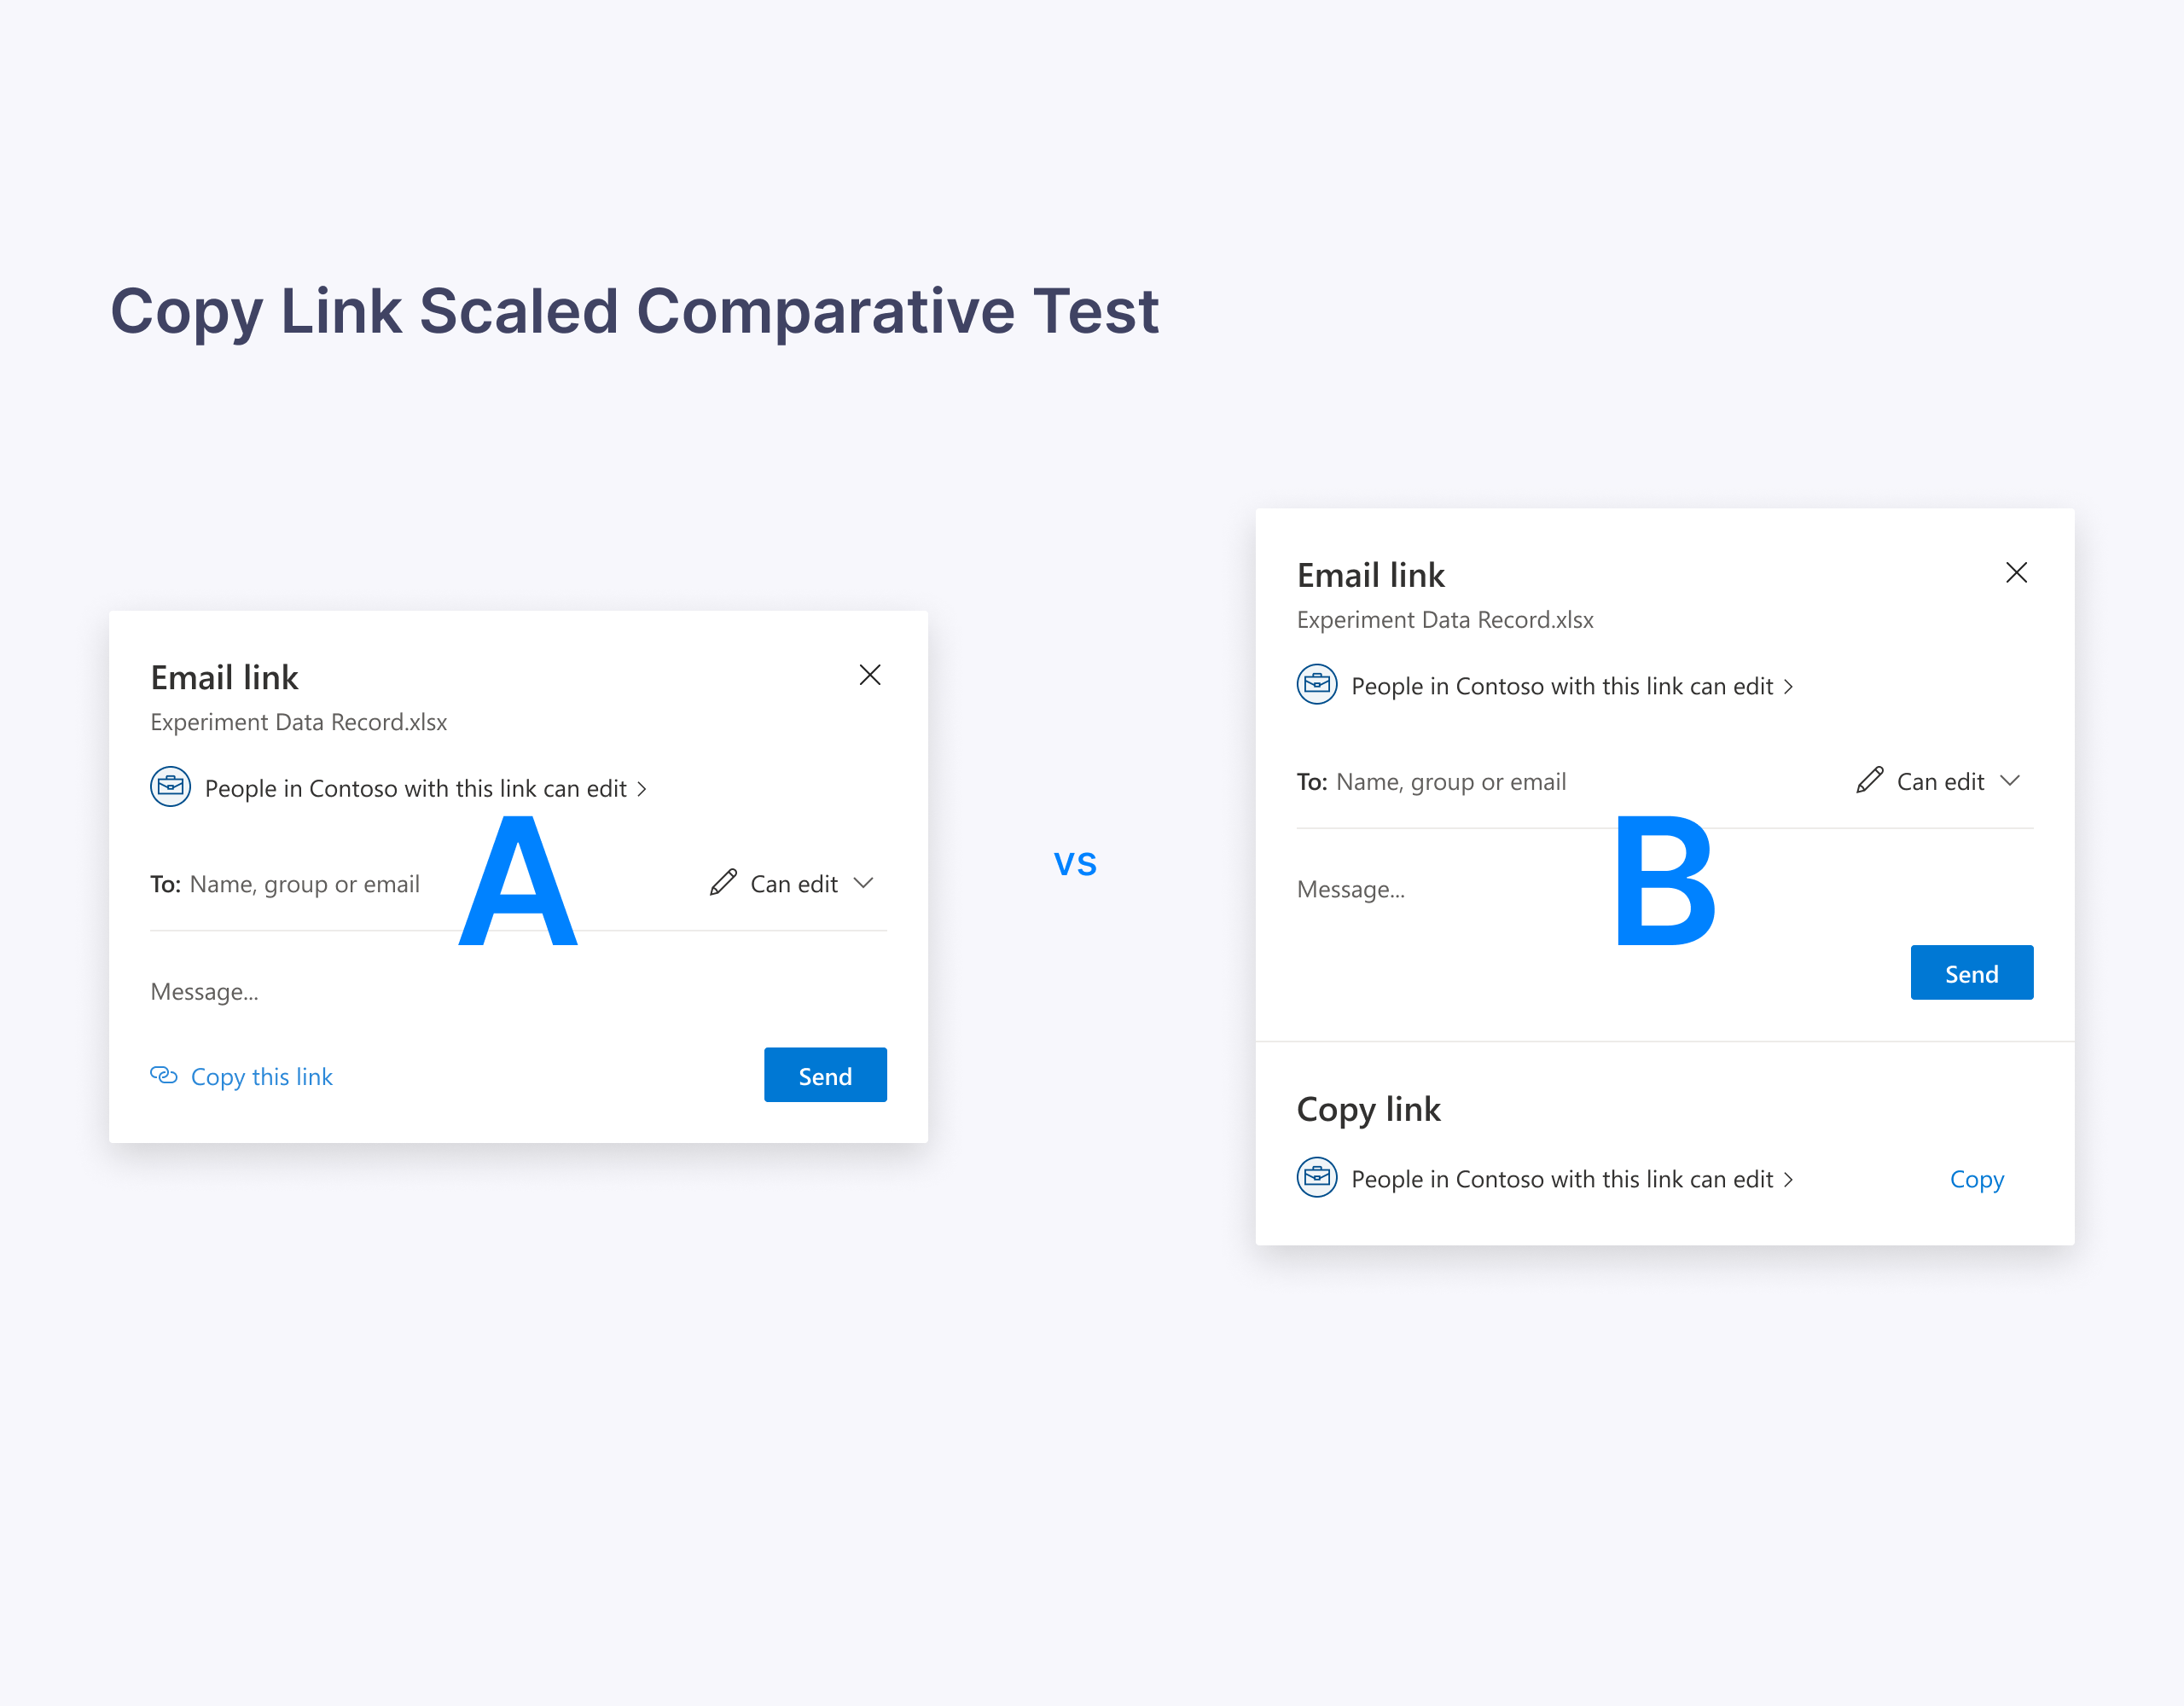 Copy Link Scaled Comparative Test
Email link
Experiment Data Record.xlsx
People in Contoso with this link can edit
To: Name, group or email
Can edit
Message...
Copy this link
Send
A
vs
Email link
Experiment Data Record.xlsx
People in Contoso with this link can edit
To: Name, group or email
Can edit
Message...
Send
B
Copy link
People in Contoso with this link can edit
Copy